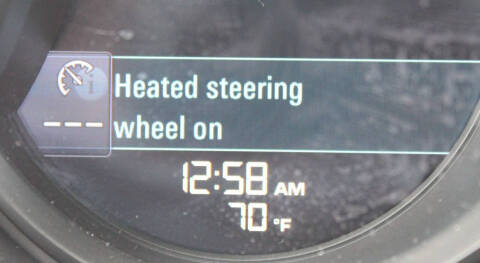 Heated steering
--- wheel on
12:58 AM
70 °F